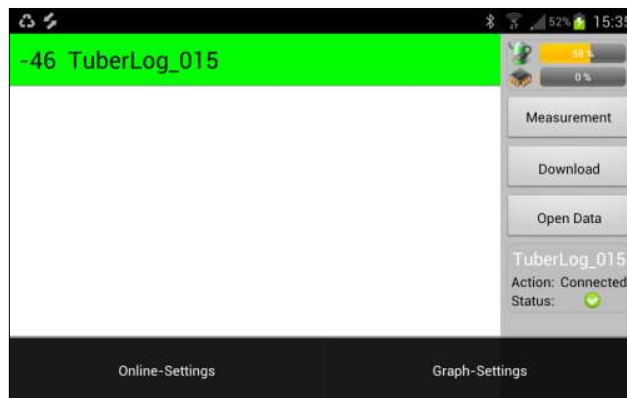 52% 15:35
-46 TuberLog_015
58 %
0 %
Measurement
Download
Open Data
TuberLog_015
Action: Connected
Status:
Online-Settings
Graph-Settings